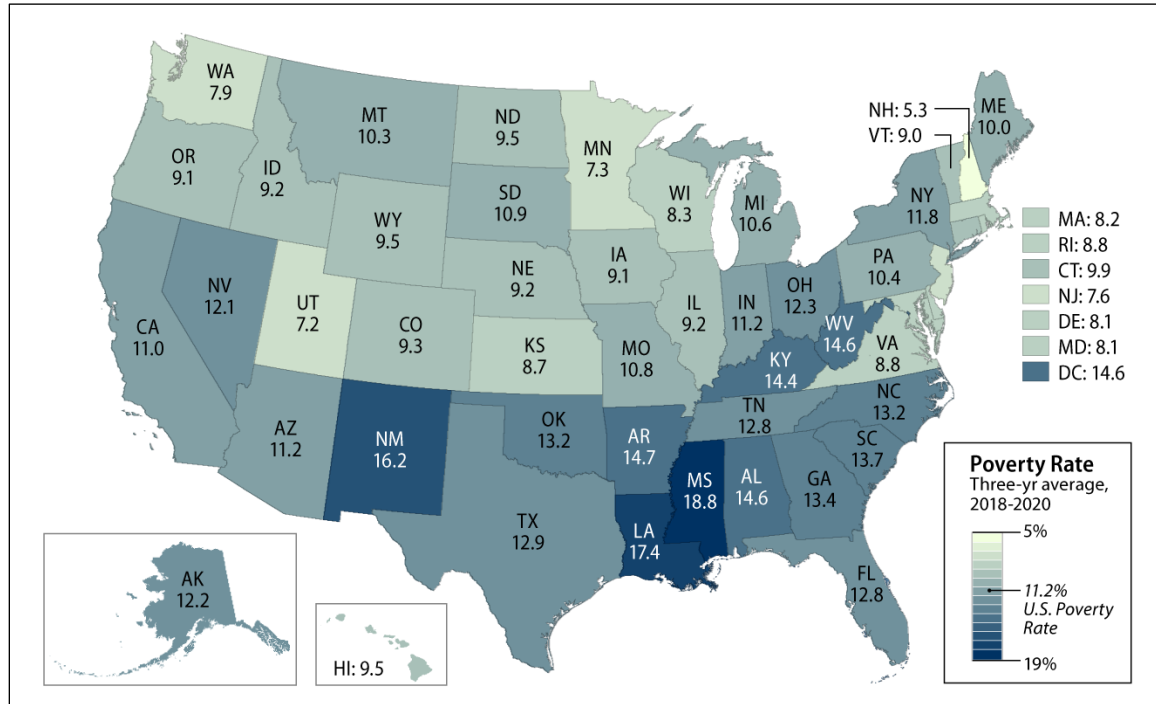 WA
7.9
MT
10.3
ND
9.5
MN
7.3
NH: 5.3
VT: 9.0
ME
10.0
OR
9.1
ID
9.2
SD
10.9
WI
8.3
MI
10.6
NY
11.8
WY
9.5
MA: 8.2
RI: 8.8
CT: 9.9
NJ: 7.6
DE: 8.1
MD: 8.1
DC: 14.6
NV
12.1
UT
7.2
CO
9.3
NE
9.2
IA
9.1
IL
9.2
IN
11.2
OH
12.3
PA
10.4
CA
11.0
KS
8.7
MO
10.8
KY
14.4
WV
14.6
VA
8.8
AZ
11.2
NM
16.2
OK
13.2
AR
14.7
TN
12.8
NC
13.2
SC
13.7
TX
12.9
LA
17.4
MS
18.8
AL
14.6
GA
13.4
FL
12.8
AK
12.2
HI: 9.5
Poverty Rate
Three-yr average,
2018-2020
5%
11.2%
U.S. Poverty
Rate
19%